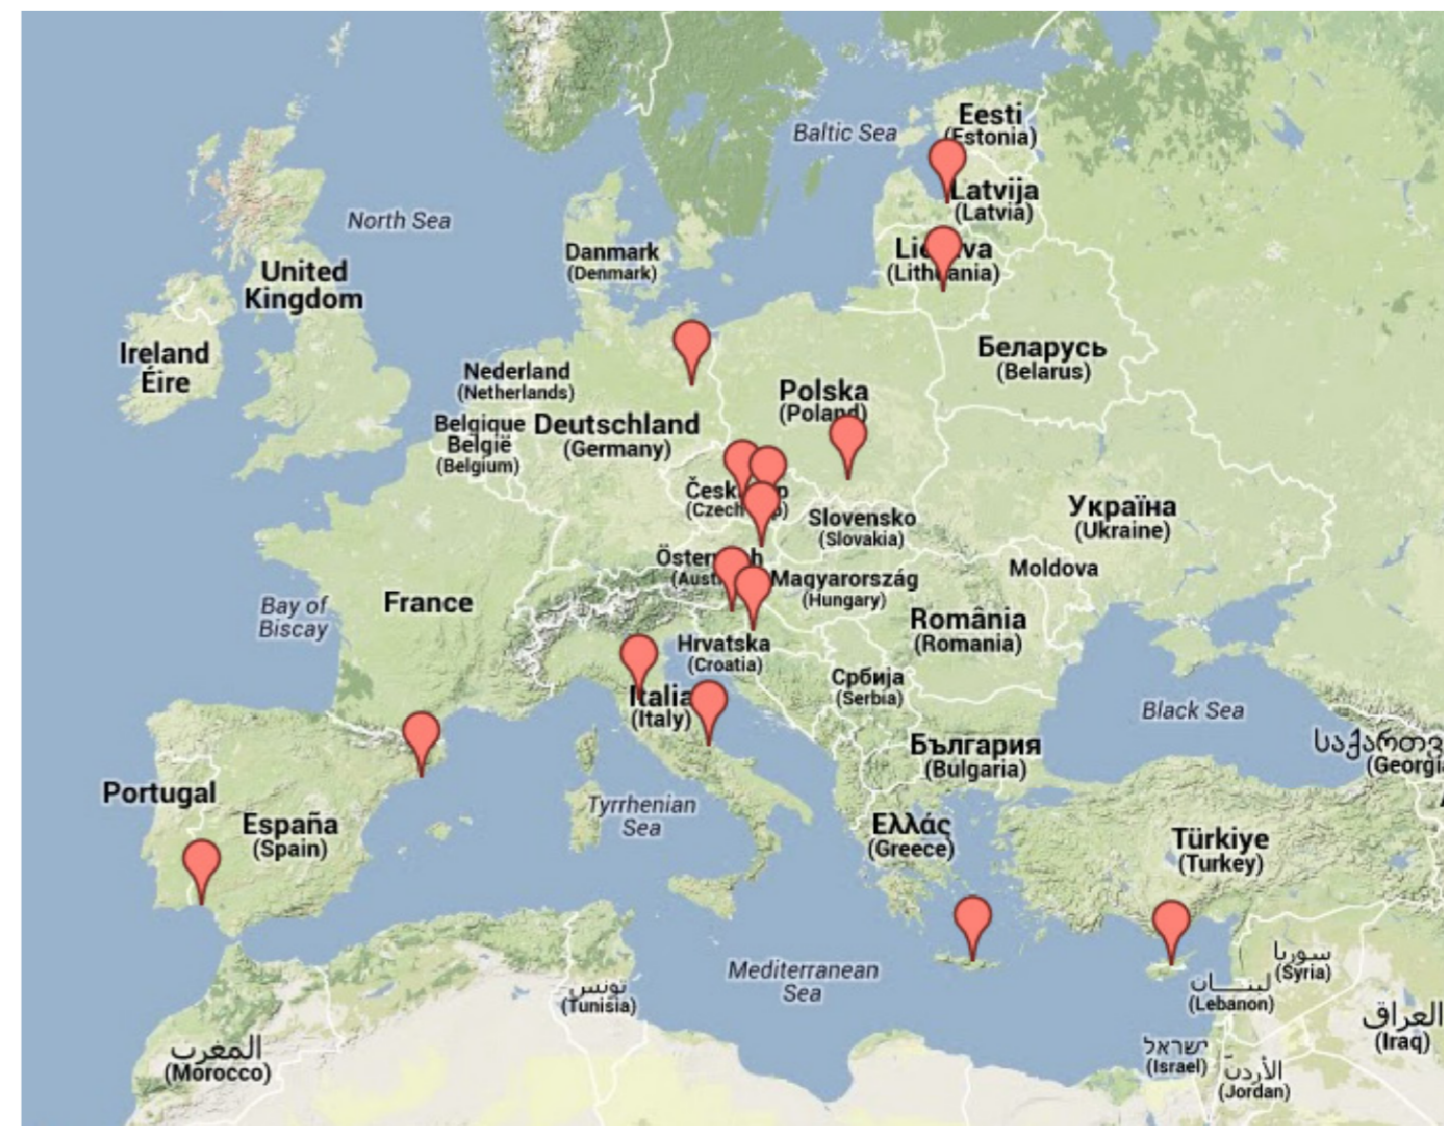 Eesti
(Estonia)
Baltic Sea
Latvija
(Latvia)
North Sea
Danmark
(Denmark)
(Lithuania)
United
Kingdom
Ireland
Éire
Беларусь
(Belarus)
Nederland
(Netherlands)
Polska
(Poland)
Belgique
België
(Belgium)
Deutschland
(Germany)
Slovensko
(Slovakia)
Україна
(Ukraine)
Magyarország
(Hungary)
Moldova
France
Bay of
Biscay
România
(Romania)
Hrvatska
(Croatia)
Србија
(Serbia)
Italia
(Italy)
Black Sea
България
(Bulgaria)
Portugal
España
(Spain)
Tyrrhenian
Sea
Ελλάς
(Greece)
Türkiye
(Turkey)
Mediterranean
Sea
تونس
(Tunisia)
سوريا
(Syria)
لبنــــان
(Lebanon)
العراق
(Iraq)
المغرب
(Morocco)
ישראל
(Israel)
الأردن
(Jordan)